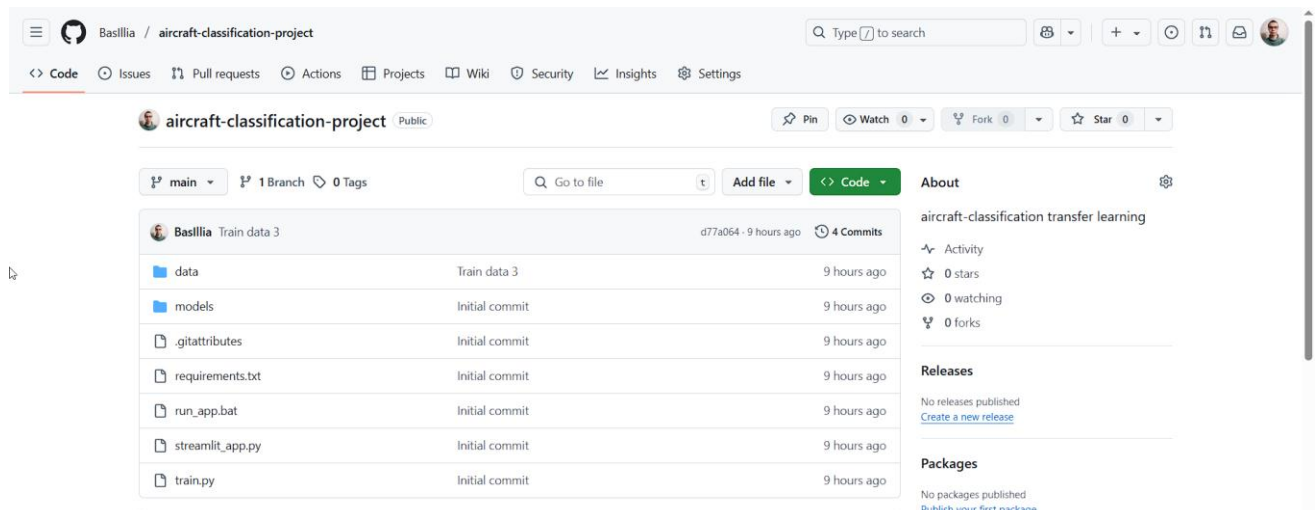 Baslllia / aircraft-classification-project
Type / to search
Code Issues Pull requests Actions Projects Wiki Security Insights Settings
aircraft-classification-project Public
Pin Watch 0 Fork 0 Star 0
main 1 Branch 0 Tags
Go to file t Add file Code
About
aircraft-classification transfer learning
Baslllia Train data 3 d77a064 · 9 hours ago 4 Commits
data Train data 3 9 hours ago
Activity
models Initial commit 9 hours ago
0 stars
0 watching
.gitattributes Initial commit 9 hours ago
0 forks
requirements.txt Initial commit 9 hours ago
Releases
run_app.bat Initial commit 9 hours ago
No releases published
Create a new release
streamlit_app.py Initial commit 9 hours ago
Packages
train.py Initial commit 9 hours ago
No packages published
Publish your first package